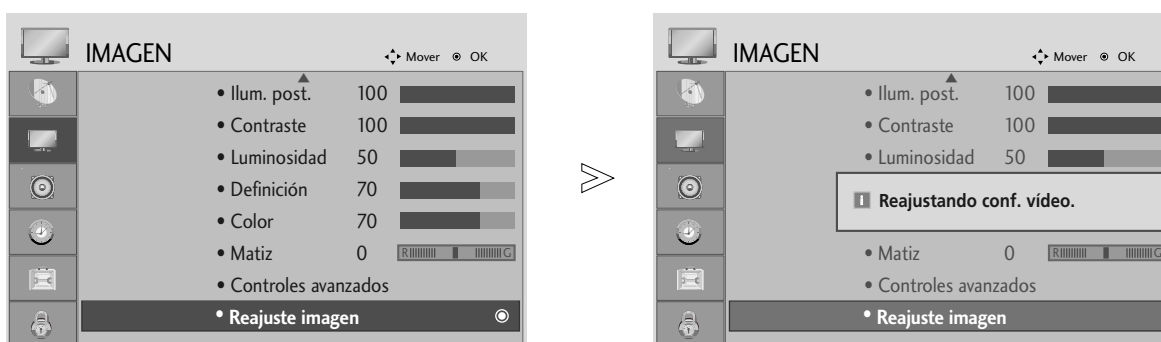 IMAGEN Mover OK
• Ilum. post. 100
• Contraste 100
• Luminosidad 50
• Definición 70
• Color 70
• Matiz 0 R G
• Controles avanzados
• Reajuste imagen
IMAGEN Mover OK
• Ilum. post. 100
• Contraste 100
• Luminosidad 50
Reajustando conf. vídeo.
• Matiz 0 R G
• Controles avanzados
• Reajuste imagen